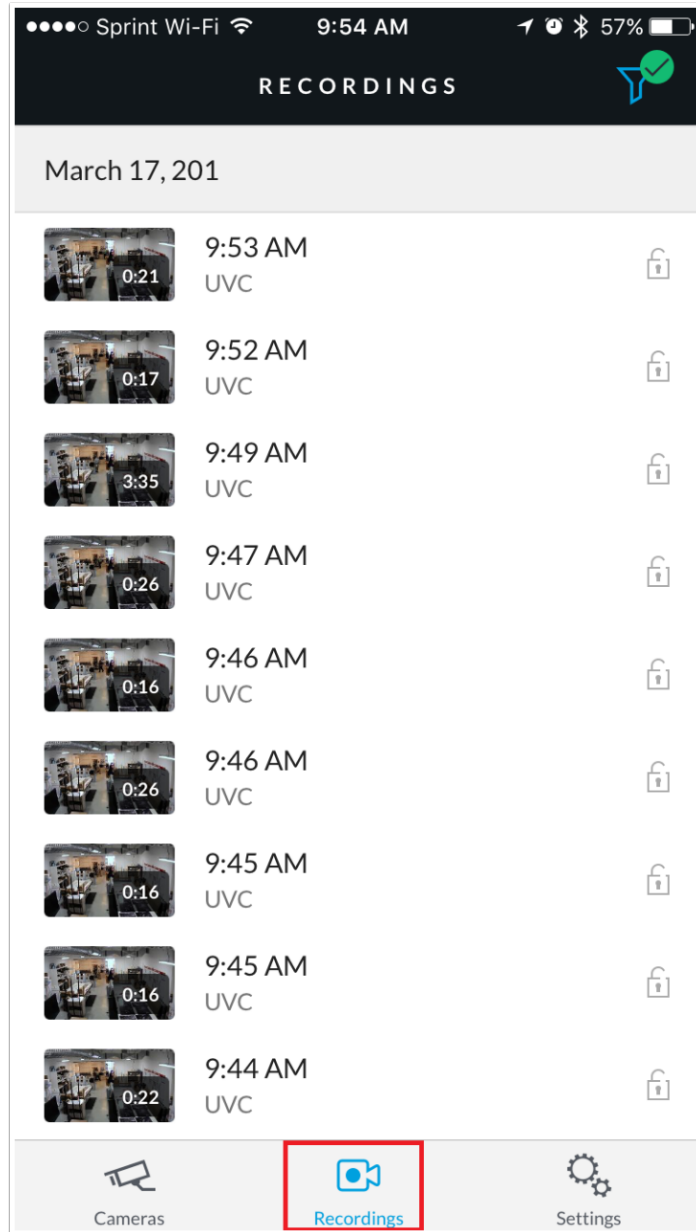 Sprint Wi-Fi 9:54 AM 57%
RECORDINGS
March 17, 201
9:53 AM
0:21
UVC
9:52 AM
0:17
UVC
9:49 AM
3:35
UVC
9:47 AM
0:26
UVC
9:46 AM
0:16
UVC
9:46 AM
0:26
UVC
9:45 AM
0:16
UVC
9:45 AM
0:16
UVC
9:44 AM
0:22
UVC
Cameras Recordings Settings